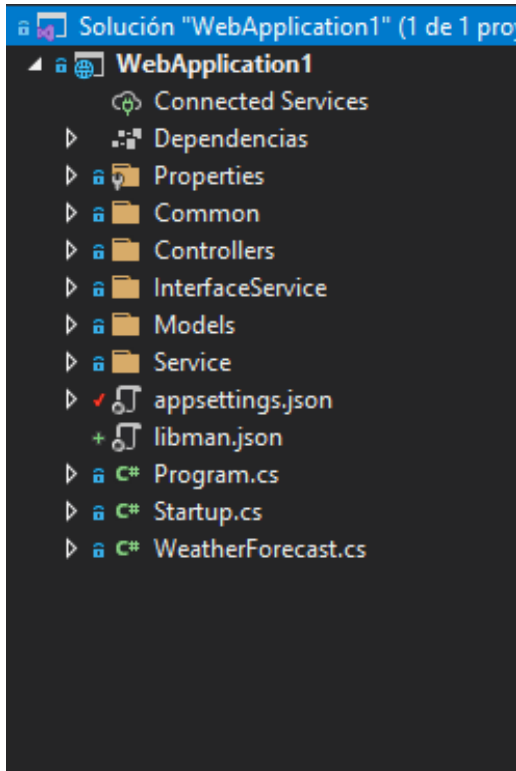 Solución "WebApplication1" (1 de 1 proy
WebApplication1
Connected Services
Dependencias
Properties
Common
Controllers
InterfaceService
Models
Service
appsettings.json
libman.json
C# Program.cs
C# Startup.cs
C# WeatherForecast.cs